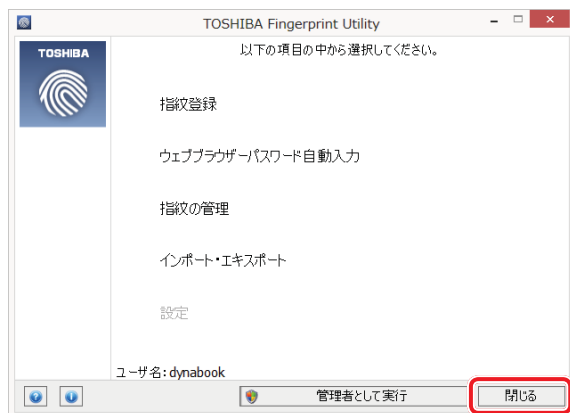 TOSHIBA Fingerprint Utility
TOSHIBA
以下の項目の中から選択してください。
指紋登録
ウェブブラウザーパスワード自動入力
指紋の管理
インポート・エキスポート
設定
ユーザ名: dynabook
管理者として実行
閉じる